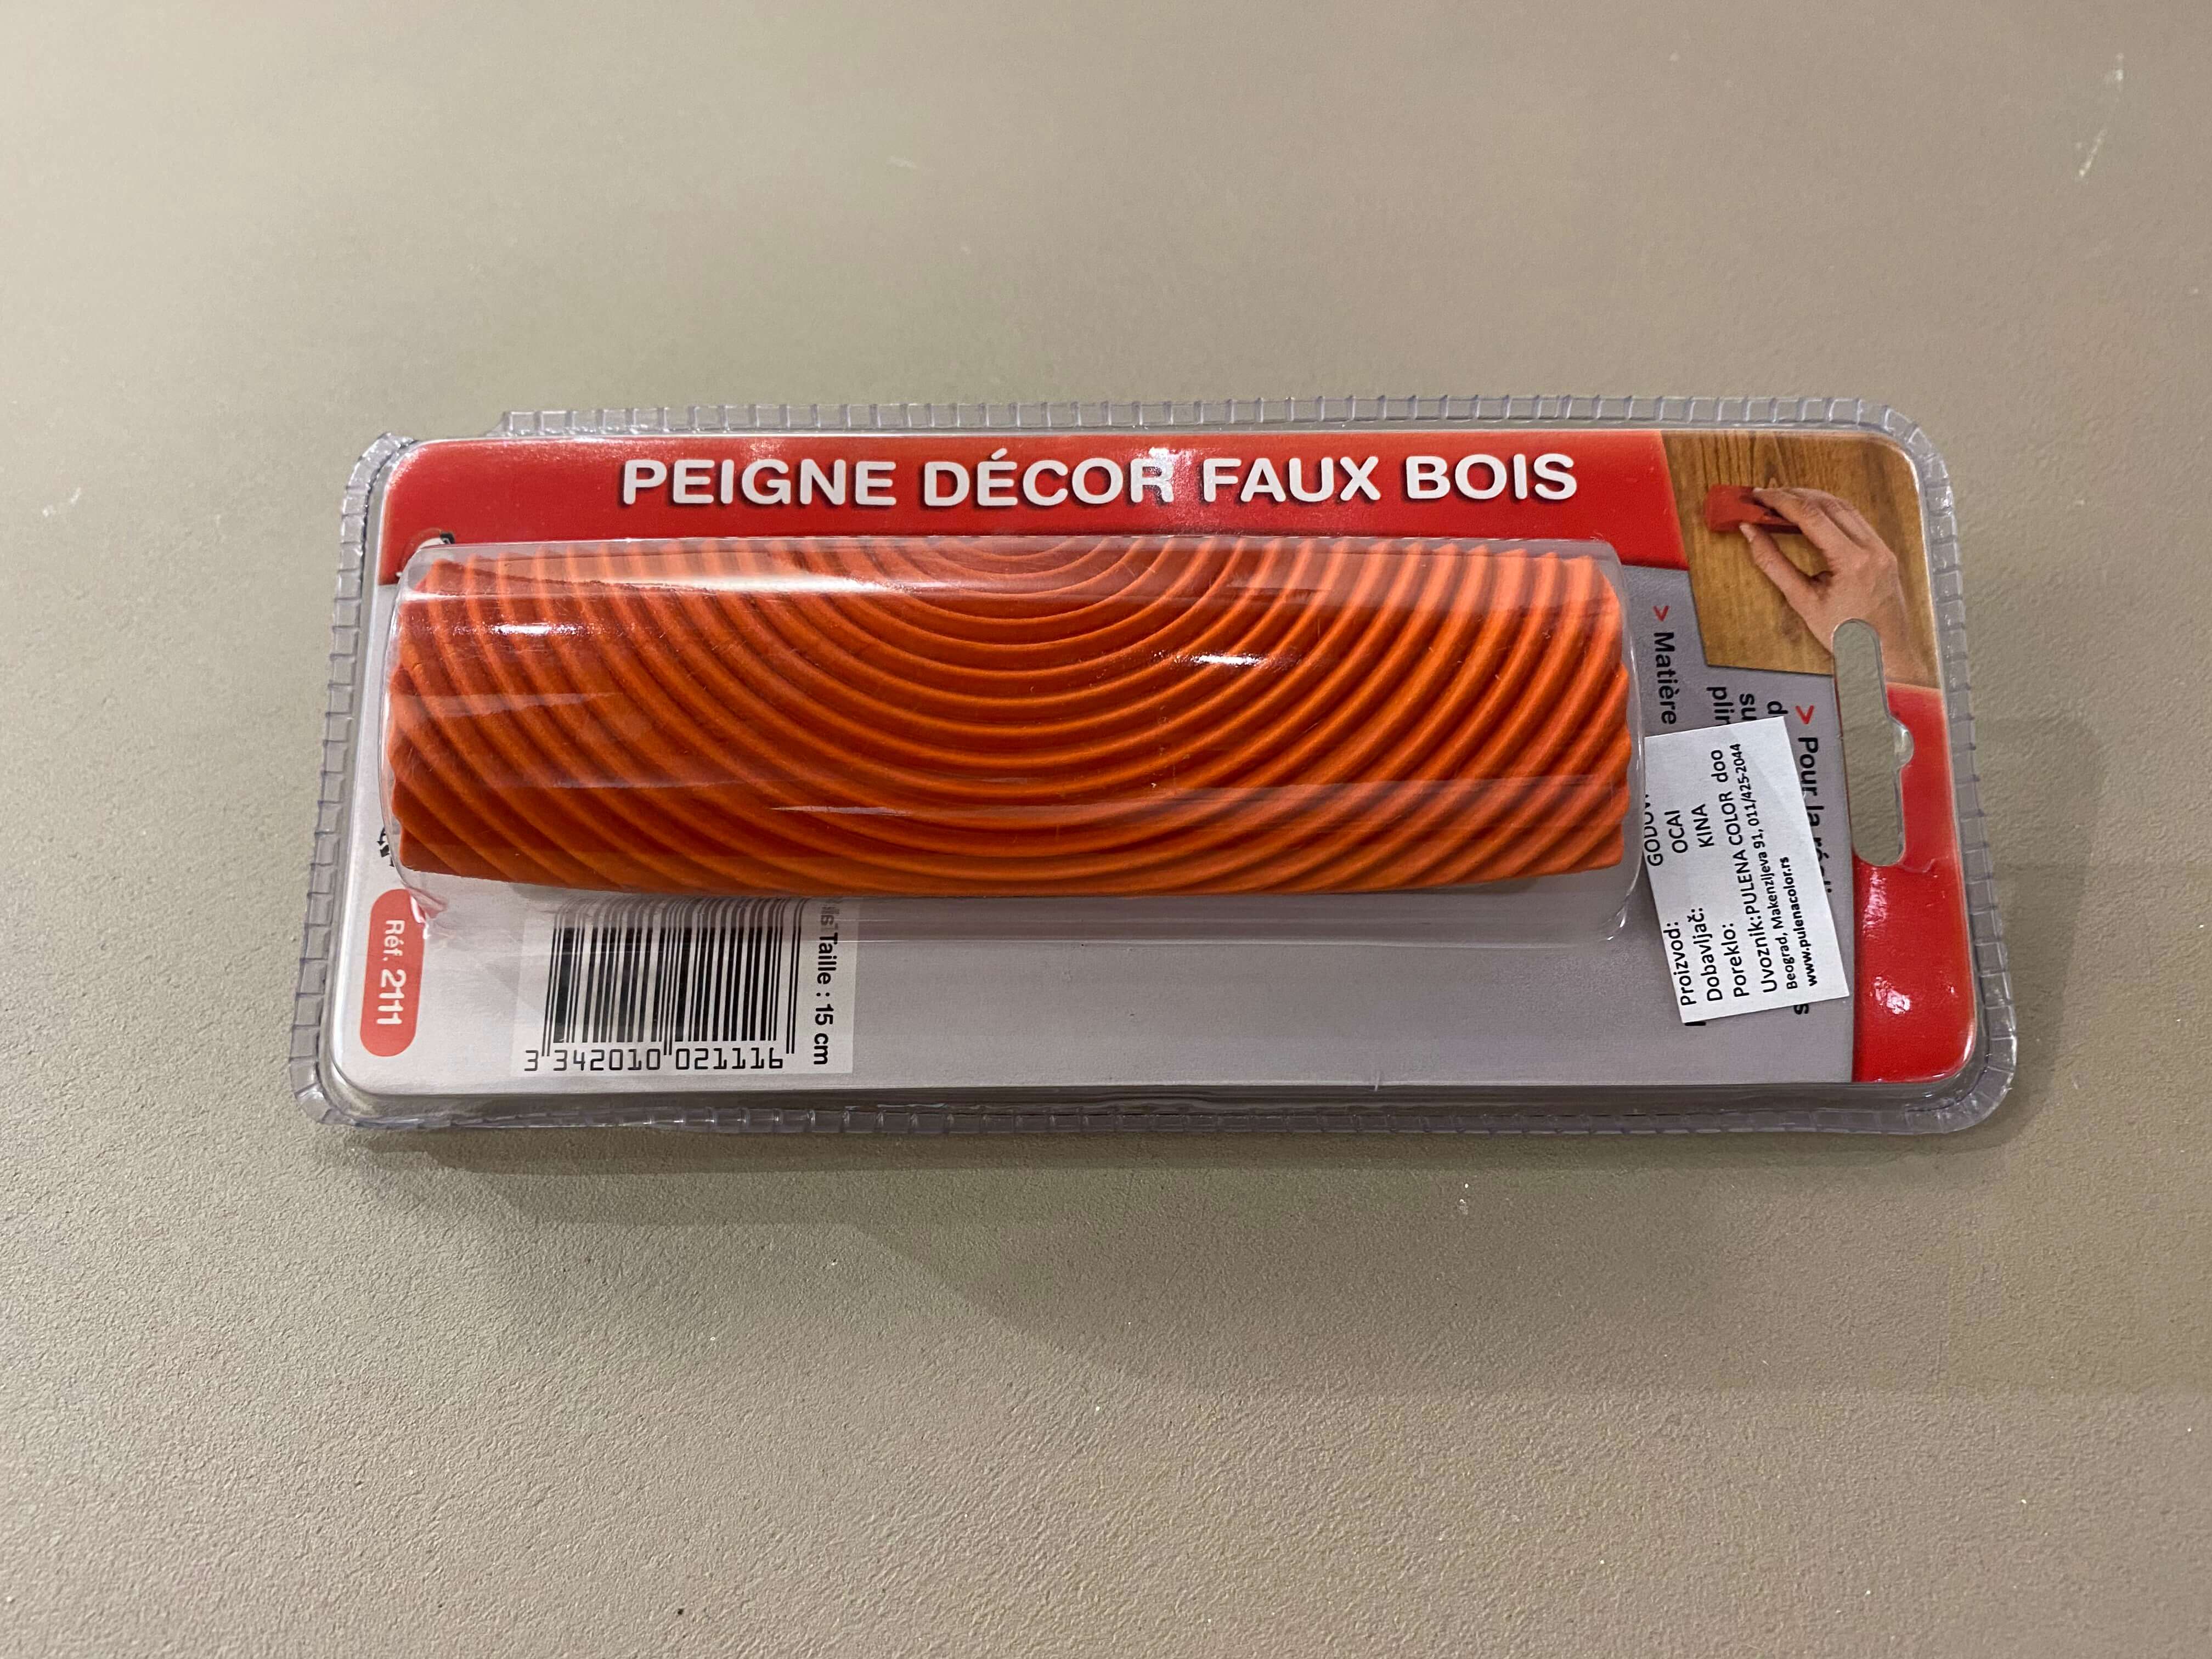 PEIGNE DÉCOR FAUX BOIS
> Matière
> Pour la
Proizvod:
Dobavljač: OCAI
Poreklo: KINA
Uvoznik:PULENA COLOR doo
Beograd, Makenzijeva 91, 011/425-2044
www.pulenacolor.rs
Taille : 15 cm
3 342010 021116
Réf. 2111